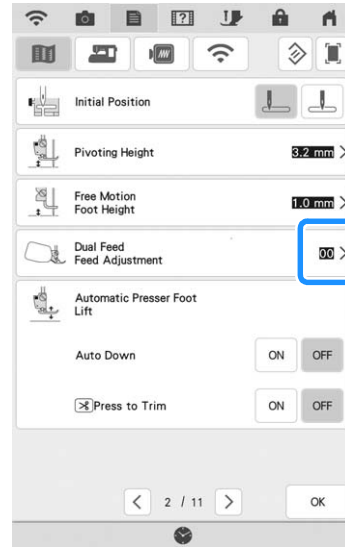 Initial Position
Pivoting Height
3.2 mm
Free Motion
Foot Height
1.0 mm
Dual Feed
Feed Adjustment
00
Automatic Presser Foot
Lift
Auto Down
ON
OFF
Press to Trim
ON
OFF
2 / 11
OK